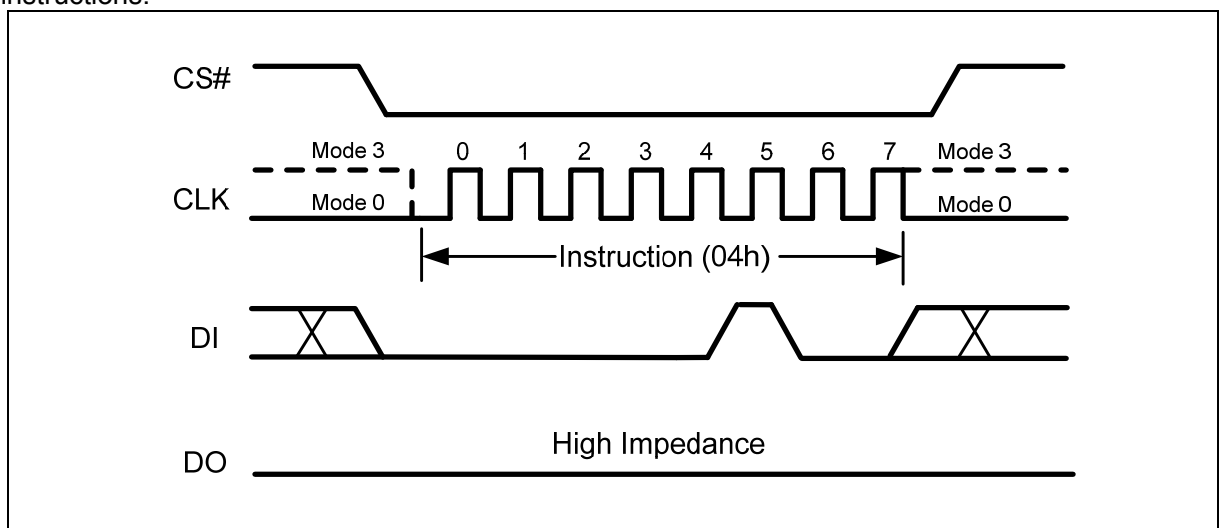 instructions.
CS#
Mode 3 0 1 2 3 4 5 6 7 Mode 3
CLK
Mode 0 Mode 0
Instruction (04h)
DI
High Impedance
DO